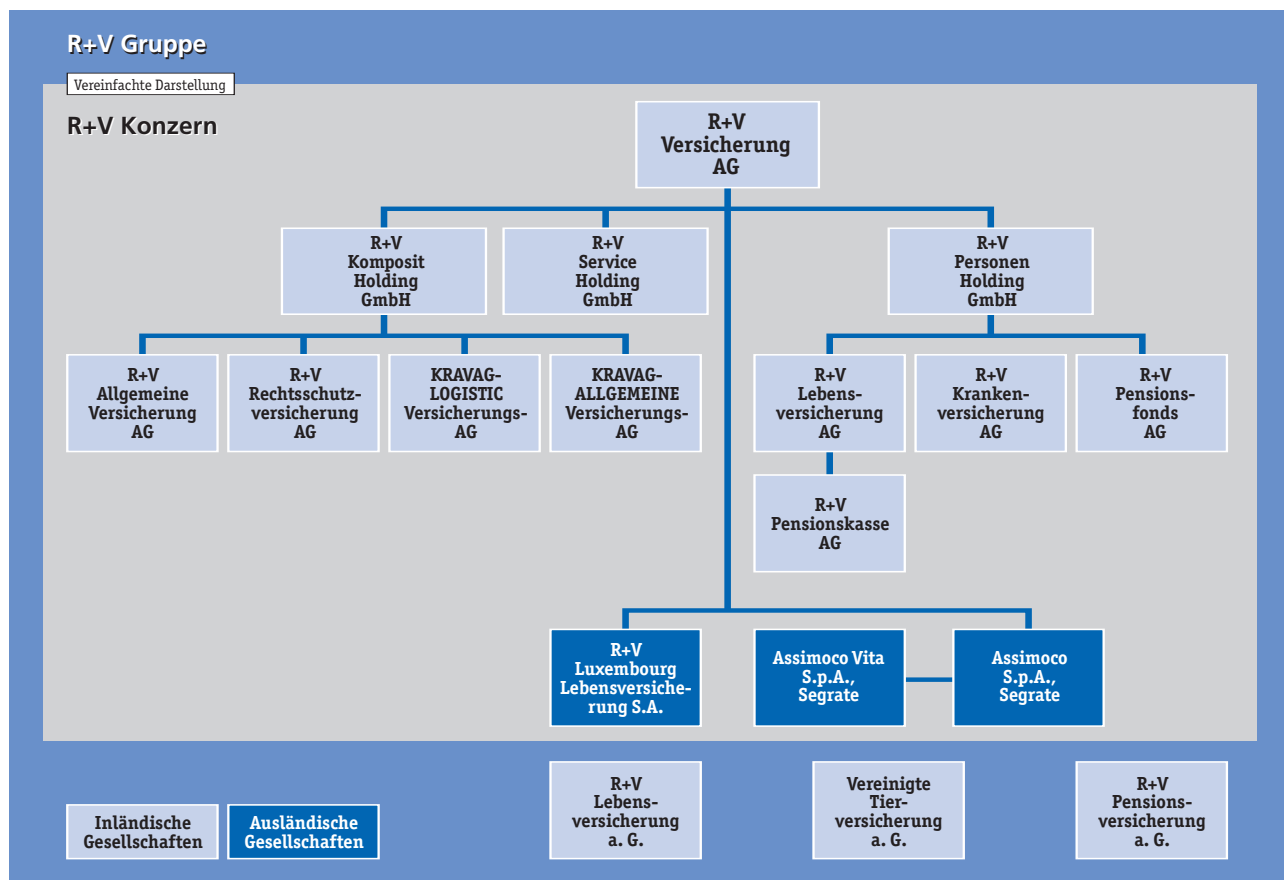 R+V Gruppe
Vereinfachte Darstellung
R+V Konzern
R+V
Versicherung
AG
R+V
Komposit
Holding
GmbH
R+V
Service
Holding
GmbH
R+V
Personen
Holding
GmbH
R+V
Allgemeine
Versicherung
AG
R+V
Rechtsschutz-
versicherung
AG
KRAVAG-
LOGISTIC
Versicherungs-
AG
KRAVAG-
ALLGEMEINE
Versicherungs-
AG
R+V
Lebens-
versicherung
AG
R+V
Kranken-
versicherung
AG
R+V
Pensions-
fonds
AG
R+V
Pensionskasse
AG
R+V
Luxembourg
Lebensversiche-
rung S.A.
Assimoco Vita
S.p.A.,
Segrate
Assimoco
S.p.A.,
Segrate
R+V
Lebens-
versicherung
a. G.
Vereinigte
Tier-
versicherung
a. G.
R+V
Pensions-
versicherung
a. G.
Inländische
Gesellschaften
Ausländische
Gesellschaften